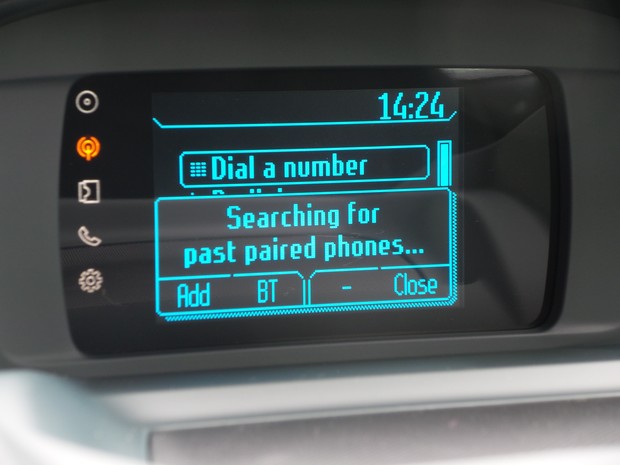 14:24
Dial a number
Searching for
past paired phones...
Add BT - Close